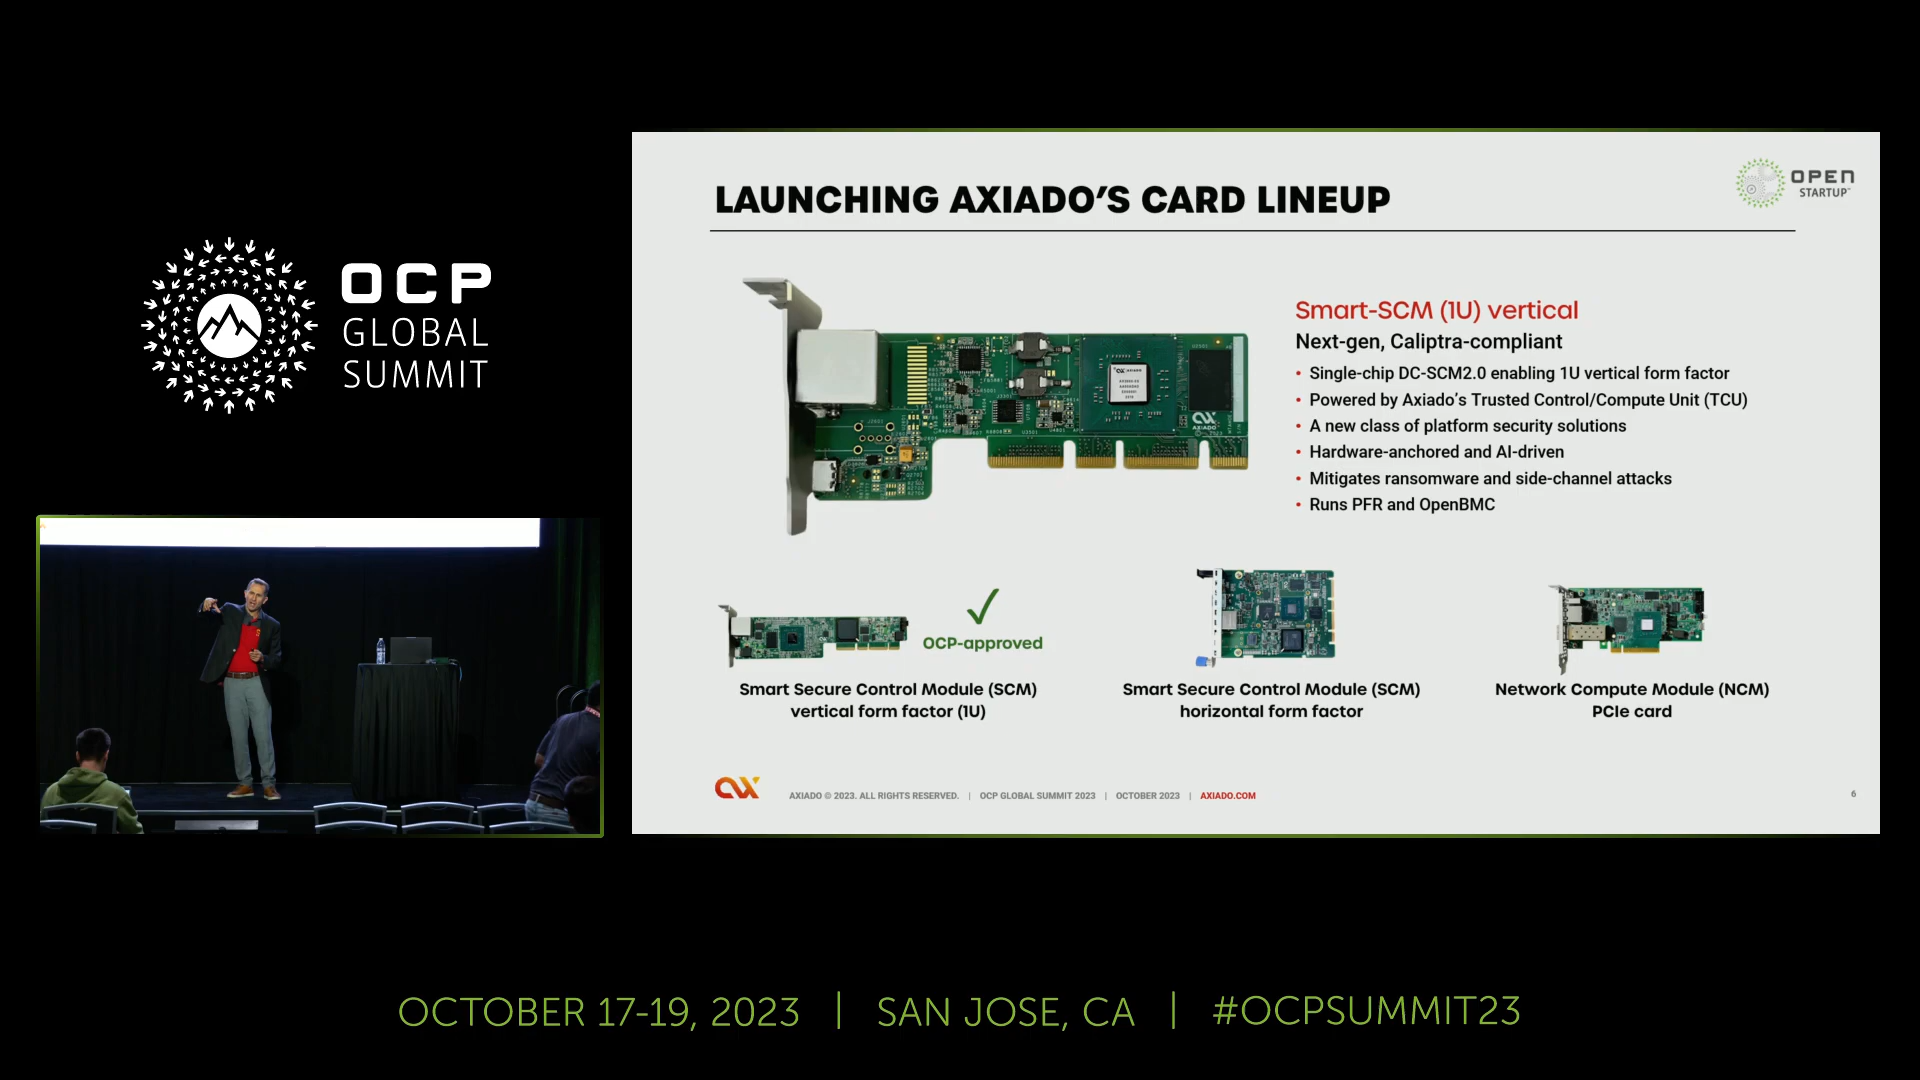 OCP
GLOBAL
SUMMIT
LAUNCHING AXIADO'S CARD LINEUP
OPEN
STARTUP™
Smart-SCM (1U) vertical
Next-gen, Caliptra-compliant
• Single-chip DC-SCM2.0 enabling 1U vertical form factor
• Powered by Axiado's Trusted Control/Compute Unit (TCU)
• A new class of platform security solutions
• Hardware-anchored and AI-driven
• Mitigates ransomware and side-channel attacks
• Runs PFR and OpenBMC
AXIADO
OCP-approved
Smart Secure Control Module (SCM)
vertical form factor (1U)
Smart Secure Control Module (SCM)
horizontal form factor
Network Compute Module (NCM)
PCIe card
AXIADO © 2023. ALL RIGHTS RESERVED. | OCP GLOBAL SUMMIT 2023 | OCTOBER 2023 | AXIADO.COM
6
OCTOBER 17-19, 2023 | SAN JOSE, CA | #OCPSUMMIT23